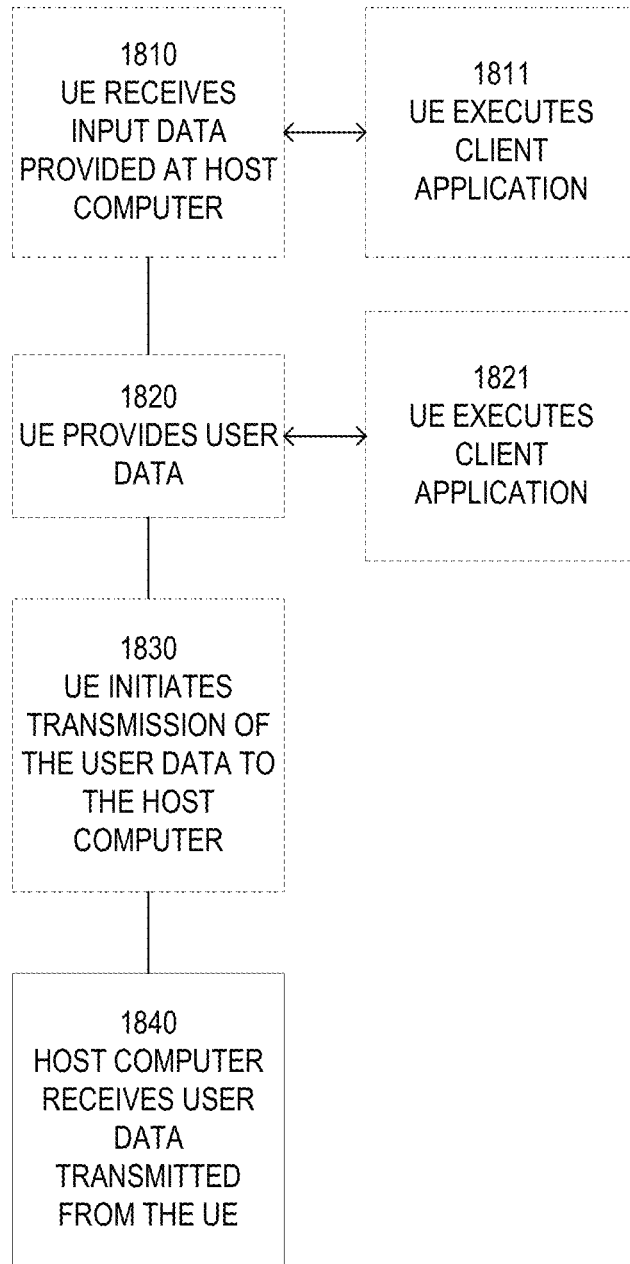 1810
UE RECEIVES
INPUT DATA
PROVIDED AT HOST
COMPUTER
1811
UE EXECUTES
CLIENT
APPLICATION
1820
UE PROVIDES USER
DATA
1821
UE EXECUTES
CLIENT
APPLICATION
1830
UE INITIATES
TRANSMISSION OF
THE USER DATA TO
THE HOST
COMPUTER
1840
HOST COMPUTER
RECEIVES USER
DATA
TRANSMITTED
FROM THE UE